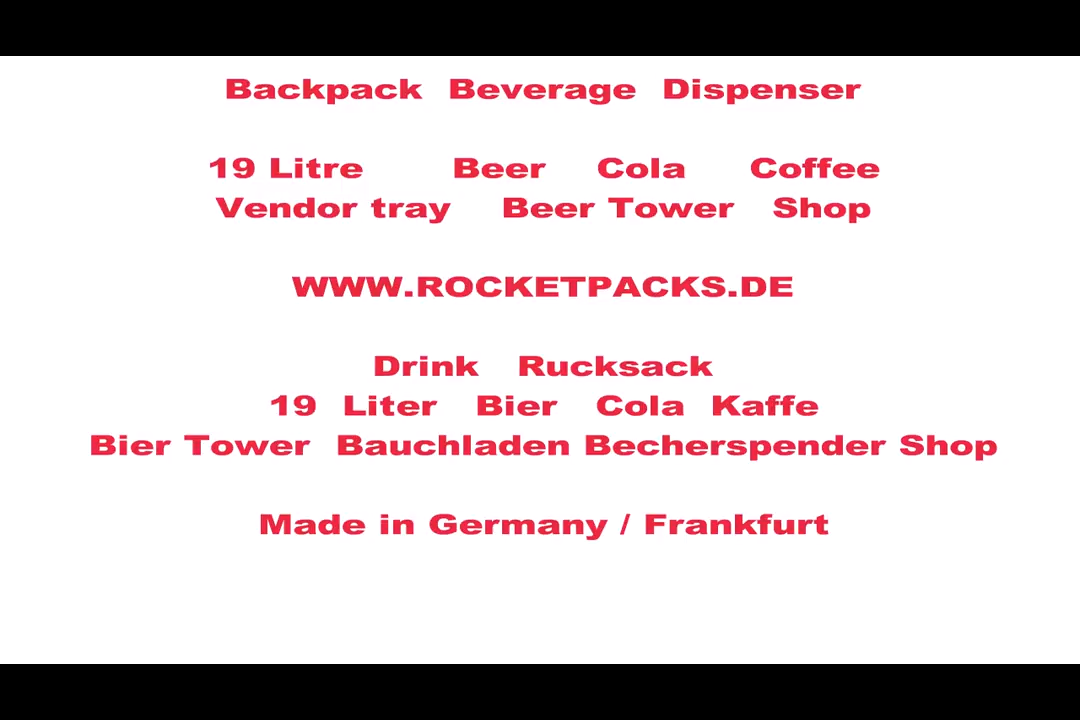 Backpack Beverage Dispenser
19 Litre Beer Cola Coffee
Vendor tray Beer Tower Shop
WWW.ROCKETPACKS.DE
Drink Rucksack
19 Liter Bier Cola Kaffe
Bier Tower Bauchladen Becherspender Shop
Made in Germany / Frankfurt